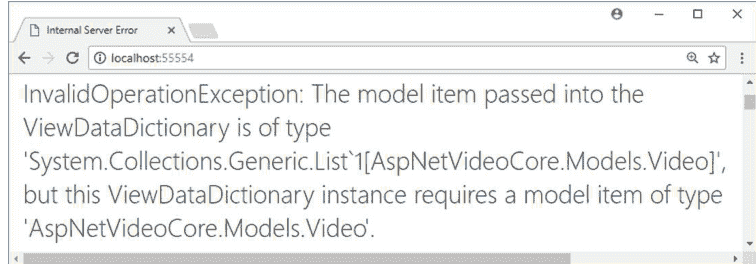 Internal Server Error
localhost:55554
InvalidOperationException: The model item passed into the
ViewDataDictionary is of type
'System.Collections.Generic.List`1[AspNetVideoCore.Models.Video]',
but this ViewDataDictionary instance requires a model item of type
'AspNetVideoCore.Models.Video'.